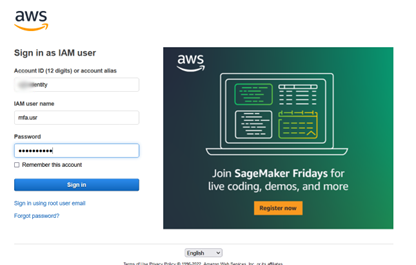 aws
Sign in as IAM user
Account ID (12 digits) or account alias
IAM user name
mfa.usr
Password
Remember this account
Sign in
Sign in using root user email
Forgot password?
aws
Join SageMaker Fridays for
live coding, demos, and more
Register now
English
Terms of Use Privacy Policy © 1996-2022, Amazon Web Services, Inc. or its affiliates.